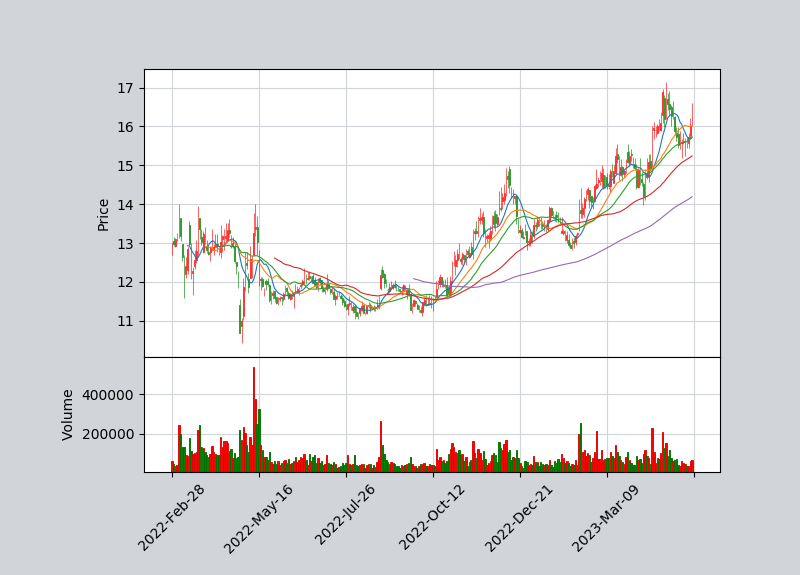 17
16
15
14
13
12
11
Price
400000
200000
Volume
2022-Feb-28
2022-May-16
2022-Jul-26
2022-Oct-12
2022-Dec-21
2023-Mar-09